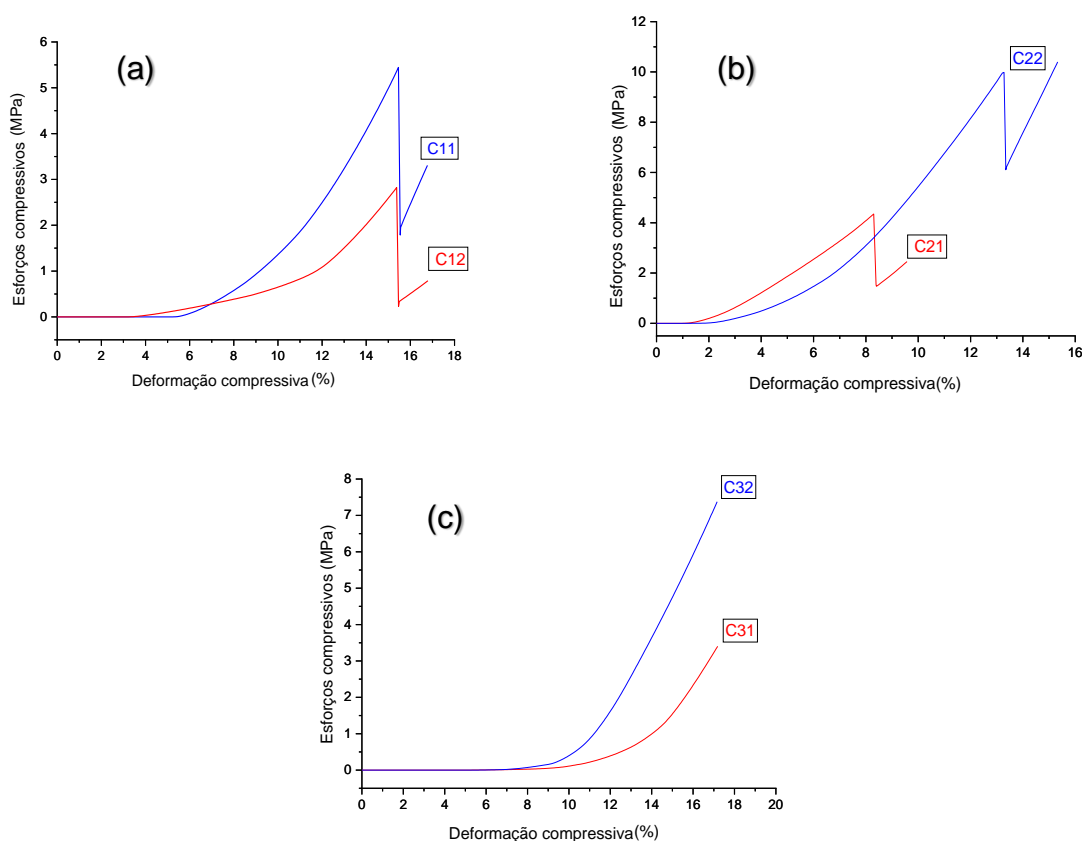 (a)
Esforços compressivos (MPa)
6
5
4
3
2
1
0
C11
C12
0 2 4 6 8 10 12 14 16 18
Deformação compressiva(%)
(b)
Esforços compressivos (MPa)
12
10
8
6
4
2
0
C22
C21
0 2 4 6 8 10 12 14 16
Deformação compressiva(%)
(c)
Esforços compressivos (MPa)
8
7
6
5
4
3
2
1
0
C32
C31
0 2 4 6 8 10 12 14 16 18 20
Deformação compressiva(%)